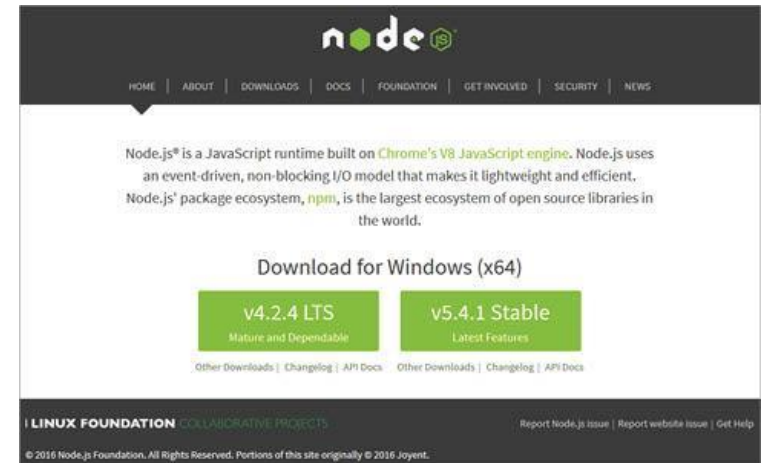 node JS
HOME | ABOUT | DOWNLOADS | DOCS | FOUNDATION | GET INVOLVED | SECURITY | NEWS
Node.js® is a JavaScript runtime built on Chrome's V8 JavaScript engine. Node.js uses
an event-driven, non-blocking I/O model that makes it lightweight and efficient.
Node.js' package ecosystem, npm, is the largest ecosystem of open source libraries in
the world.
Download for Windows (x64)
v4.2.4 LTS
Mature and Dependable
v5.4.1 Stable
Latest Features
Other Downloads | Changelog | API Docs
Other Downloads | Changelog | API Docs
LINUX FOUNDATION COLLABORATIVE PROJECTS
Report Node.js issue | Report website issue | Get Help
© 2016 Node.js Foundation. All Rights Reserved. Portions of this site originally © 2016 Joyent.